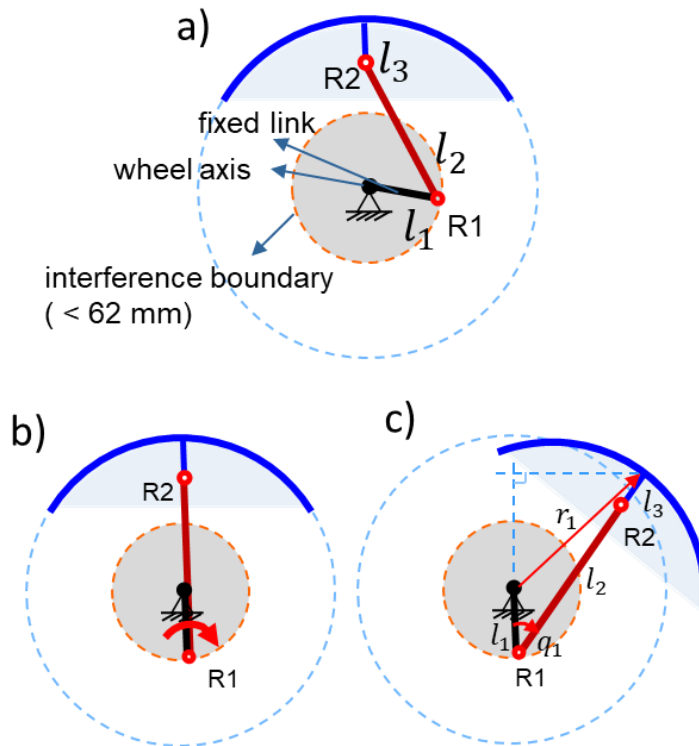 a)
R2
l₃
fixed link
wheel axis
l₂
l₁
R1
interference boundary
( < 62 mm)
b)
R2
R1
c)
r₁
l₃
R2
l₂
l₁
q₁
R1